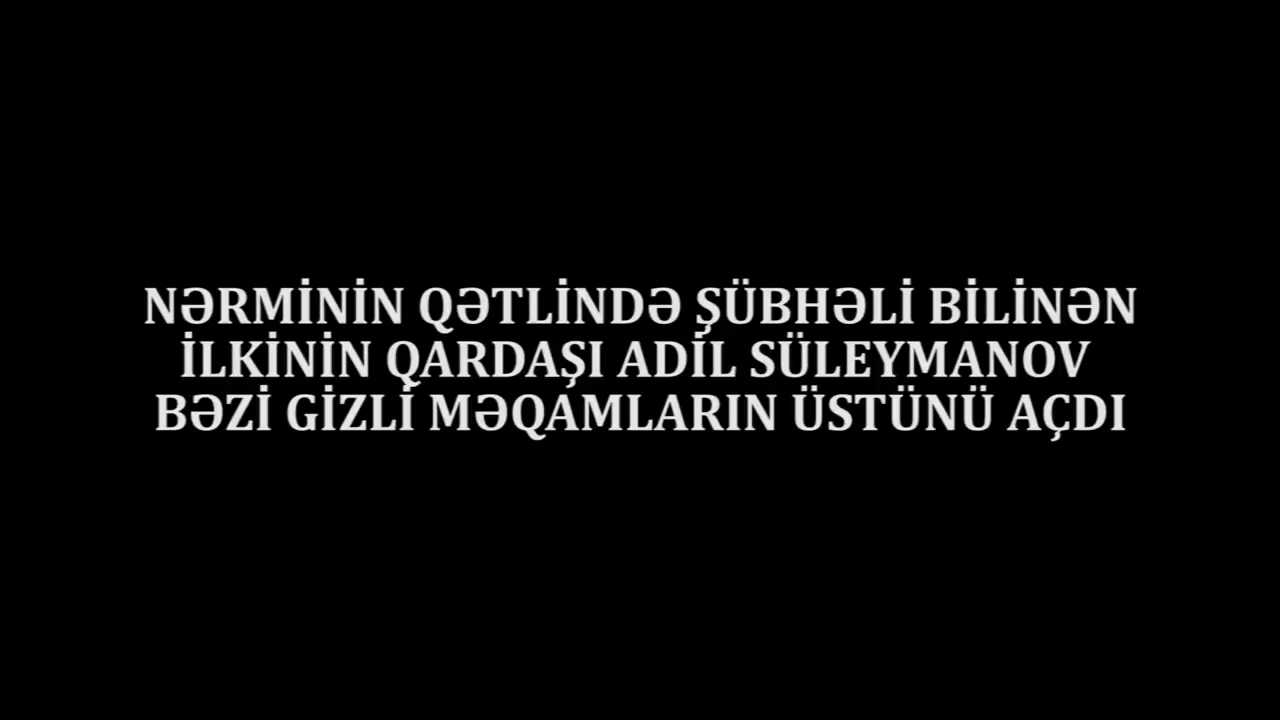 NƏRMİNİN QƏTLİNDƏ ŞÜBHƏLİ BİLİNƏN
İLKİNİN QARDAŞI ADİL SÜLEYMANOV
BƏZİ GİZLİ MƏQAMLARIN ÜSTÜNÜ AÇDI